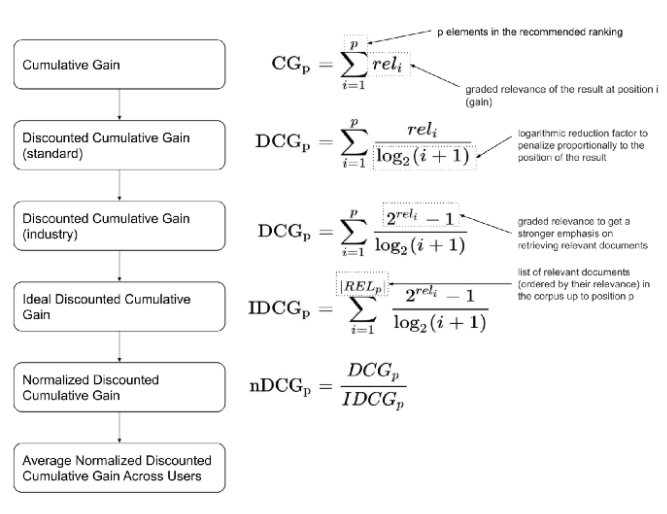 p elements in the recommended ranking
Cumulative Gain
CG_p = \sum_{i=1}^{p} rel_i
graded relevance of the result at position i
(gain)
Discounted Cumulative Gain
(standard)
DCG_p = \sum_{i=1}^{p} \frac{rel_i}{\log_2(i+1)}
logarithmic reduction factor to
penalize proportionally to the
position of the result
Discounted Cumulative Gain
(industry)
DCG_p = \sum_{i=1}^{p} \frac{2^{rel_i} - 1}{\log_2(i+1)}
graded relevance to get a
stronger emphasis on
retrieving relevant documents
Ideal Discounted Cumulative
Gain
IDCG_p = \sum_{i=1}^{|REL_p|} \frac{2^{rel_i} - 1}{\log_2(i+1)}
list of relevant documents
(ordered by their relevance) in
the corpus up to position p
Normalized Discounted
Cumulative Gain
nDCG_p = \frac{DCG_p}{IDCG_p}
Average Normalized Discounted
Cumulative Gain Across Users